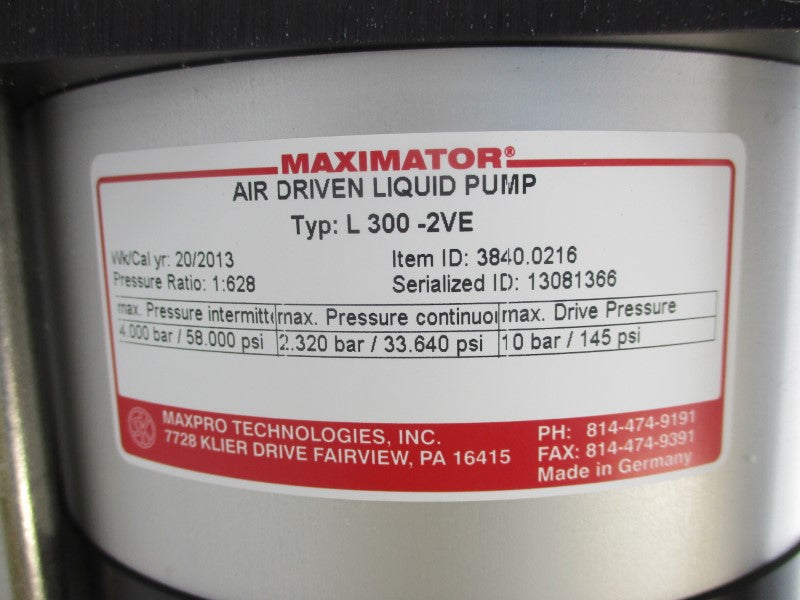 MAXIMATOR®
AIR DRIVEN LIQUID PUMP
Typ: L 300 -2VE
Wk/Cal yr: 20/2013 Item ID: 3840.0216
Pressure Ratio: 1:628 Serialized ID: 13081366
max. Pressure intermitte max. Pressure continuou max. Drive Pressure
4.000 bar / 58.000 psi 2.320 bar / 33.640 psi 10 bar / 145 psi
MAXPRO TECHNOLOGIES, INC. PH: 814-474-9191
7728 KLIER DRIVE FAIRVIEW, PA 16415 FAX: 814-474-9391
Made in Germany